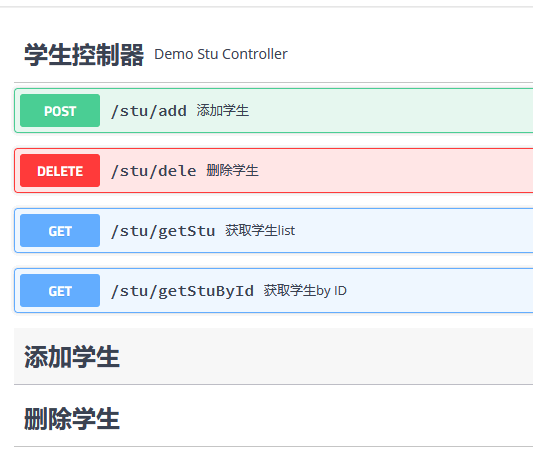 学生控制器 Demo Stu Controller
POST /stu/add 添加学生
DELETE /stu/dele 删除学生
GET /stu/getStu 获取学生list
GET /stu/getStuById 获取学生by ID
添加学生
删除学生